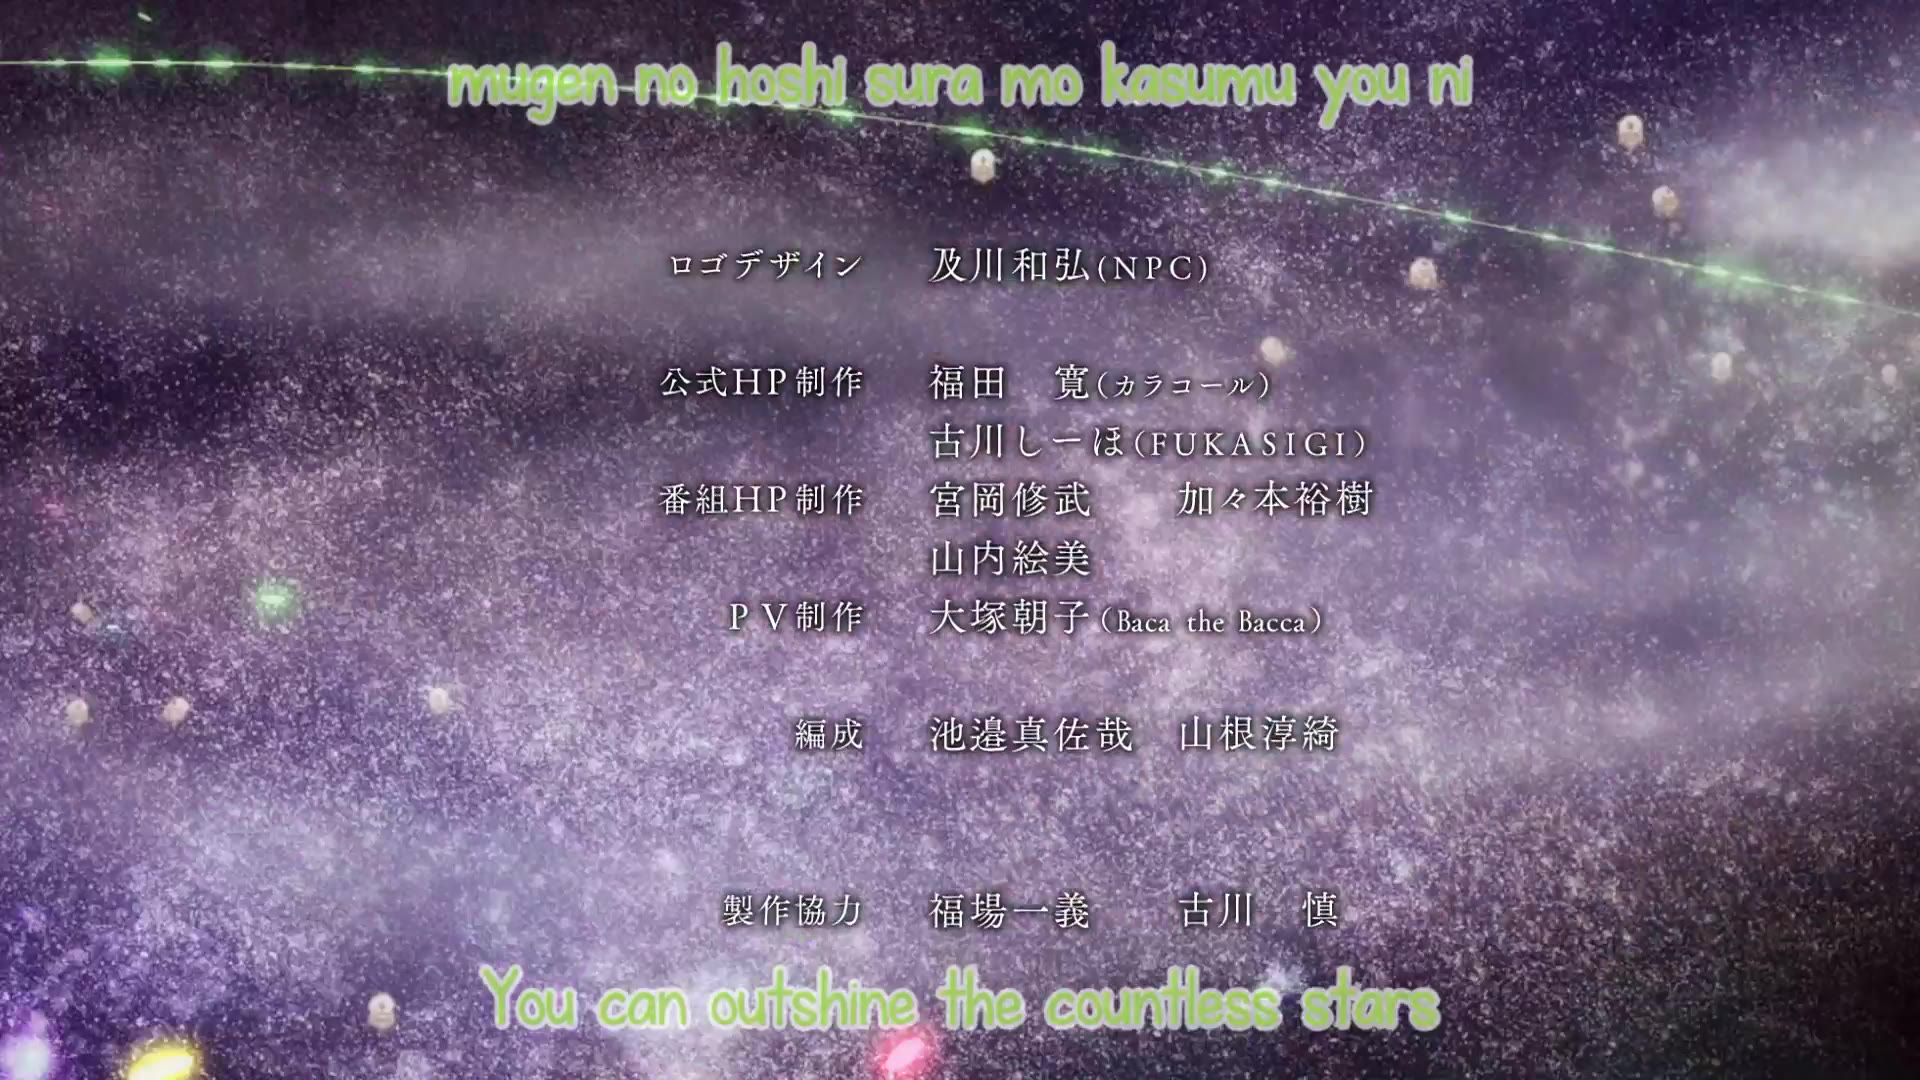 mugen no hoshi sura mo kasumu you ni
ロゴデザイン 及川和弘(NPC)
公式HP制作 福田 寛(カラコール)
古川しーほ(FUKASIGI)
番組HP制作 宮岡修武 加々本裕樹
山内絵美
PV制作 大塚朝子(Baca the Bacca)
編成 池邉真佐哉 山根淳綺
製作協力 福場一義 古川 慎
You can outshine the countless stars